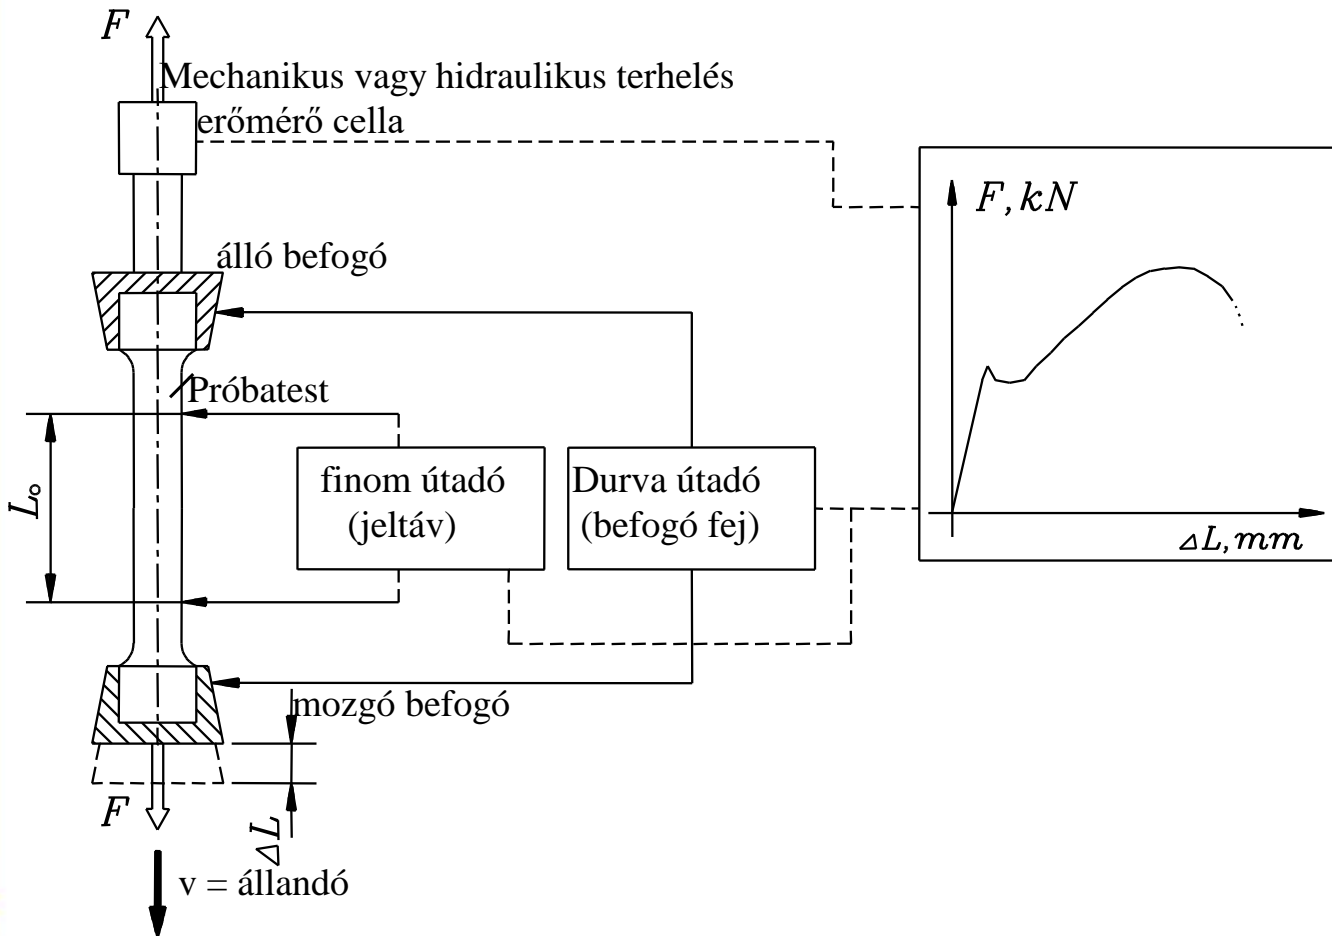 F
Mechanikus vagy hidraulikus terhelés
erőmérő cella
F, kN
álló befogó
Próbatest
L₀
finom útadó
(jeltáv)
Durva útadó
(befogó fej)
ΔL, mm
mozgó befogó
F
ΔL
v = állandó